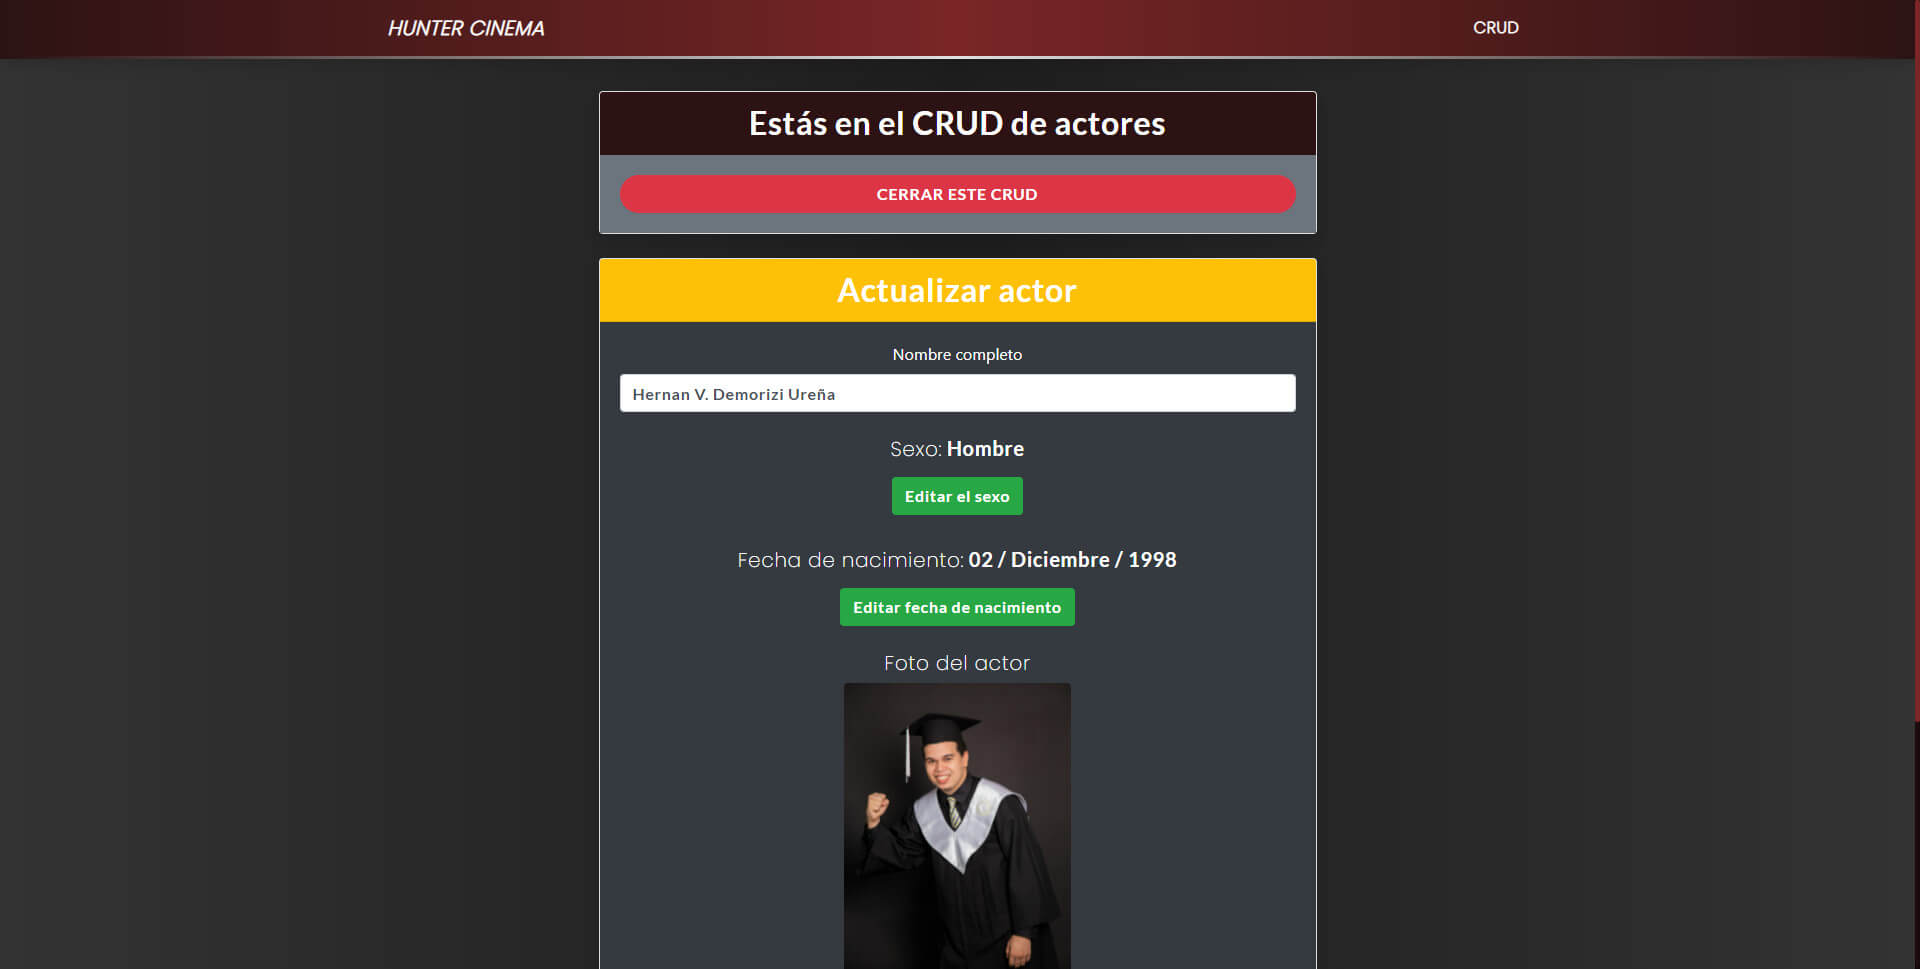 HUNTER CINEMA
CRUD
Estás en el CRUD de actores
CERRAR ESTE CRUD
Actualizar actor
Nombre completo
Hernan V. Demorizi Ureña
Sexo: Hombre
Editar el sexo
Fecha de nacimiento: 02 / Diciembre / 1998
Editar fecha de nacimiento
Foto del actor